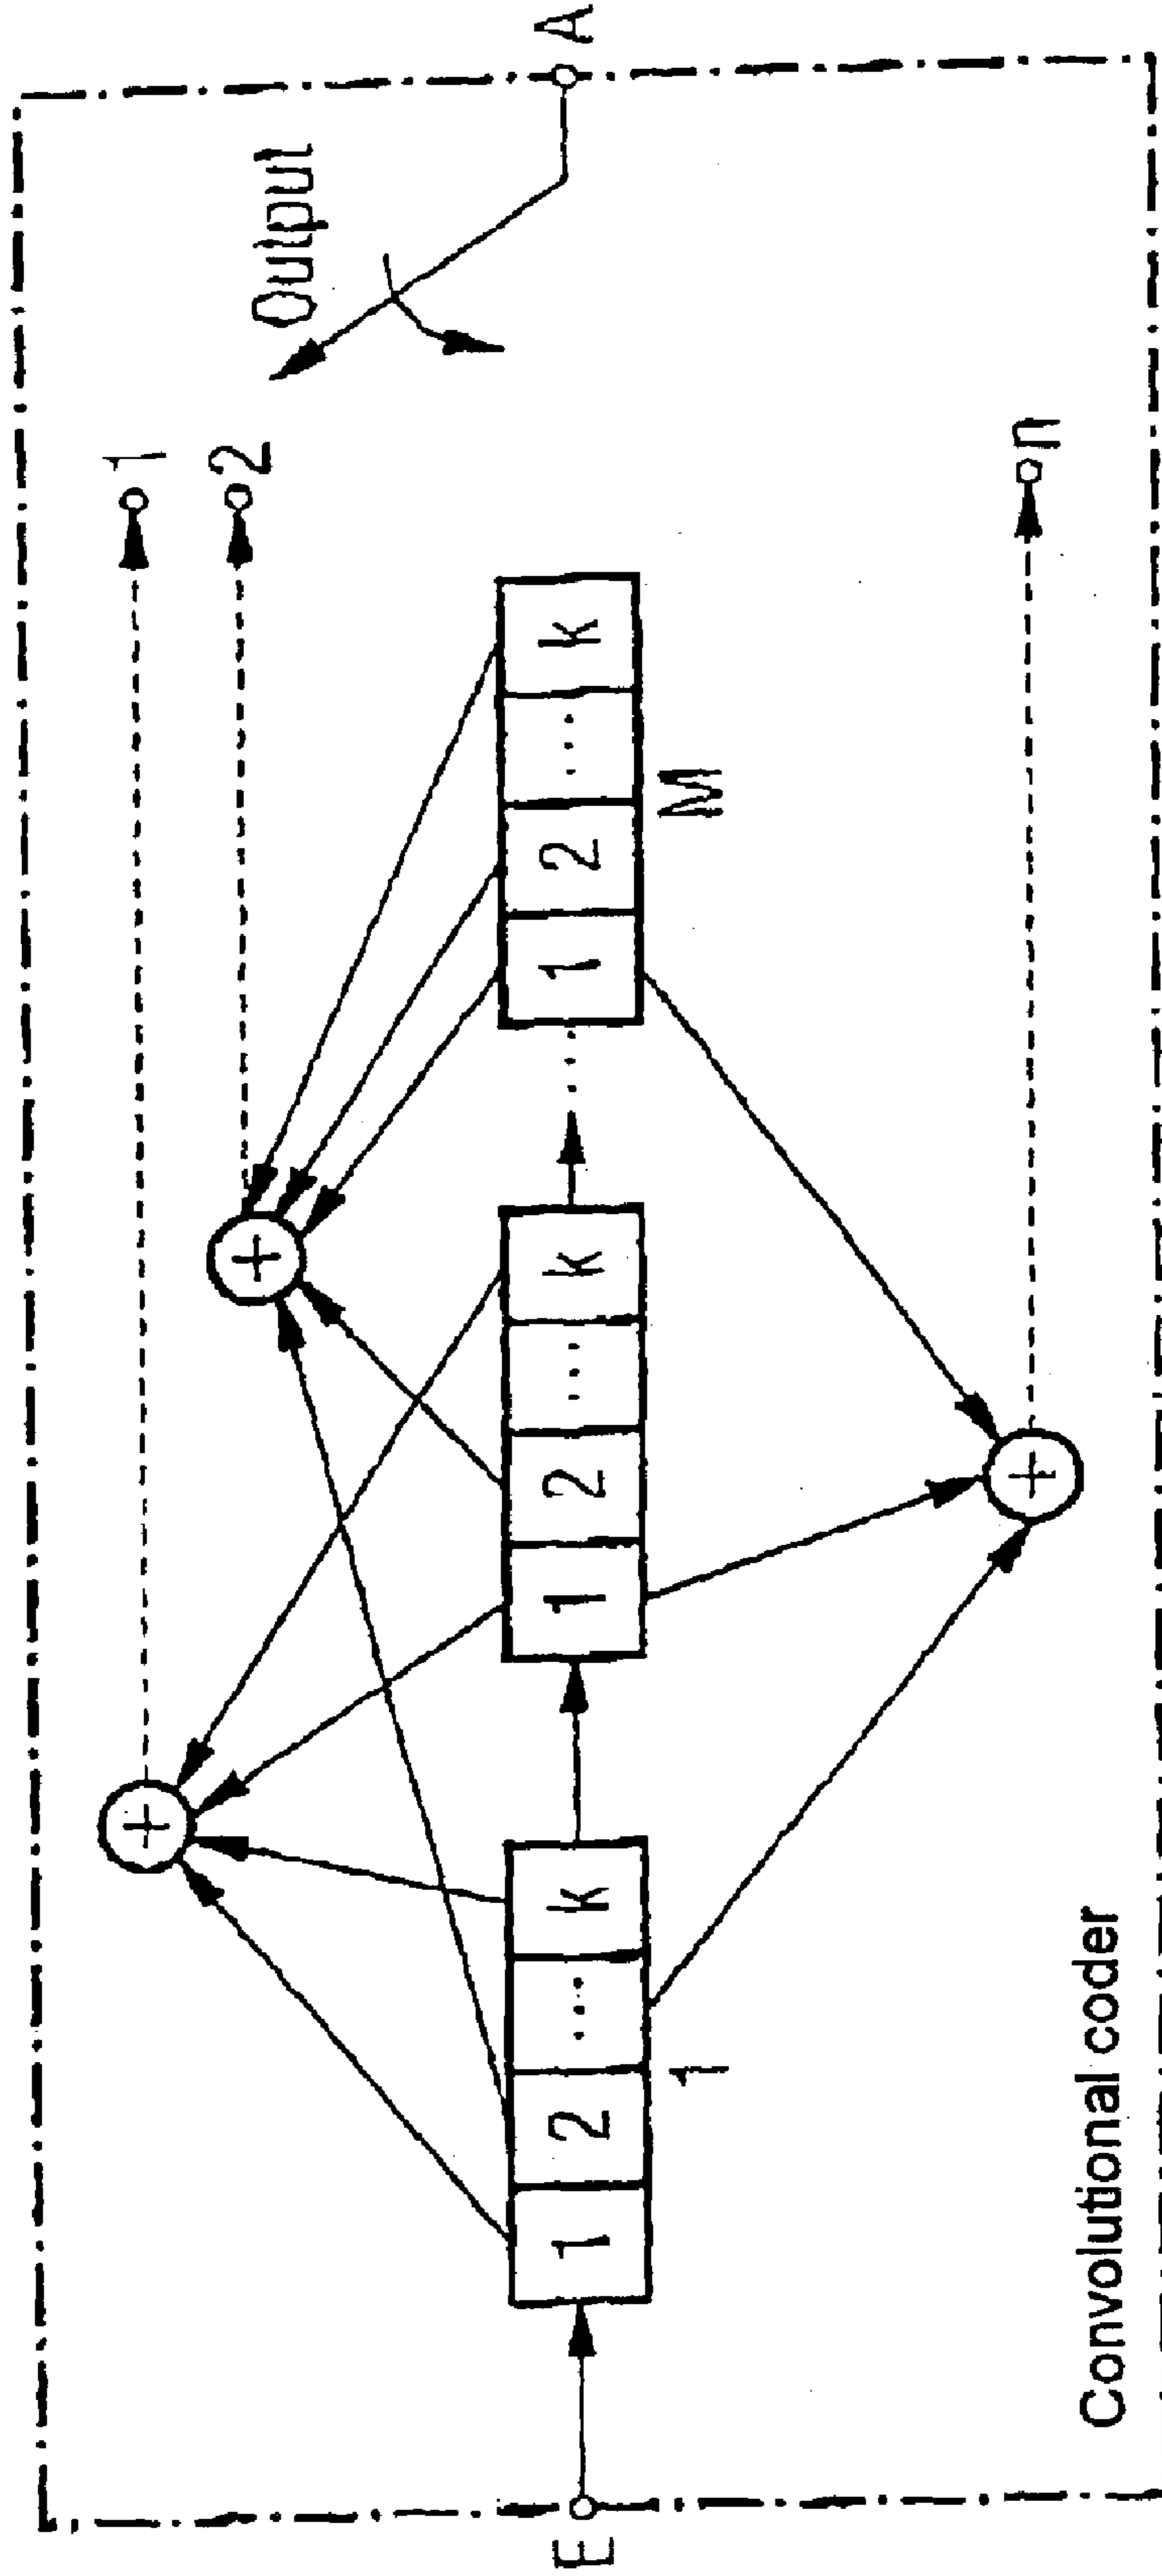 Output
A
1
2
n
+
+
+
E
1 2 ... k
1 2 ... k
...
1 2 ... k
1
M
Convolutional coder